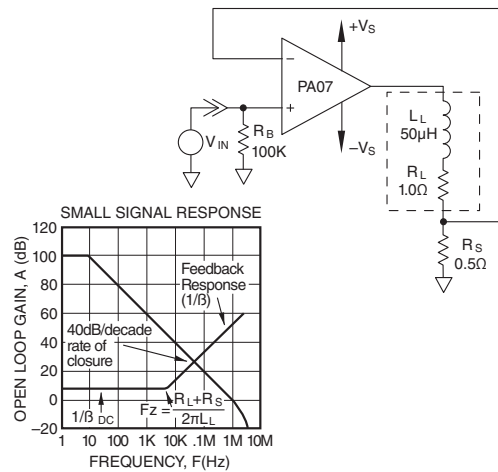 +VS
−
PA07
+
−VS
VIN
RB
100K
LL
50µH
RL
1.0Ω
RS
0.5Ω
SMALL SIGNAL RESPONSE
OPEN LOOP GAIN, A (dB)
120
100
80
60
40
20
0
−20
Feedback
Response
(1/ß)
40dB/decade
rate of
closure
1/ß DC
Fz = RL+RS
2πLL
1 10 100 1K 10K .1M 1M 10M
FREQUENCY, F(Hz)